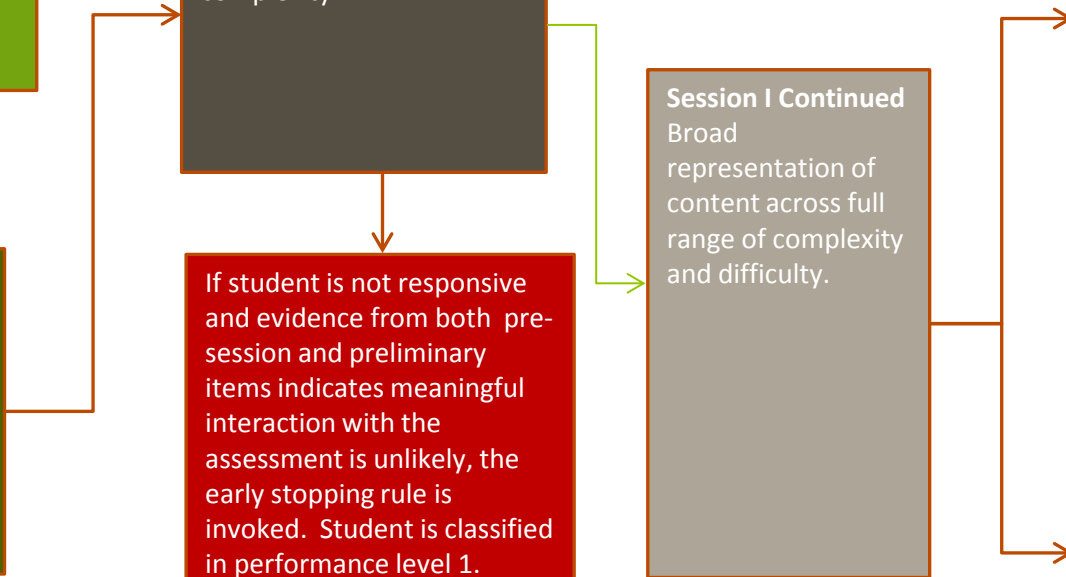 If student is not responsive
and evidence from both pre-
session and preliminary
items indicates meaningful
interaction with the
assessment is unlikely, the
early stopping rule is
invoked. Student is classified
in performance level 1.
Session I Continued
Broad
representation of
content across full
range of complexity
and difficulty.